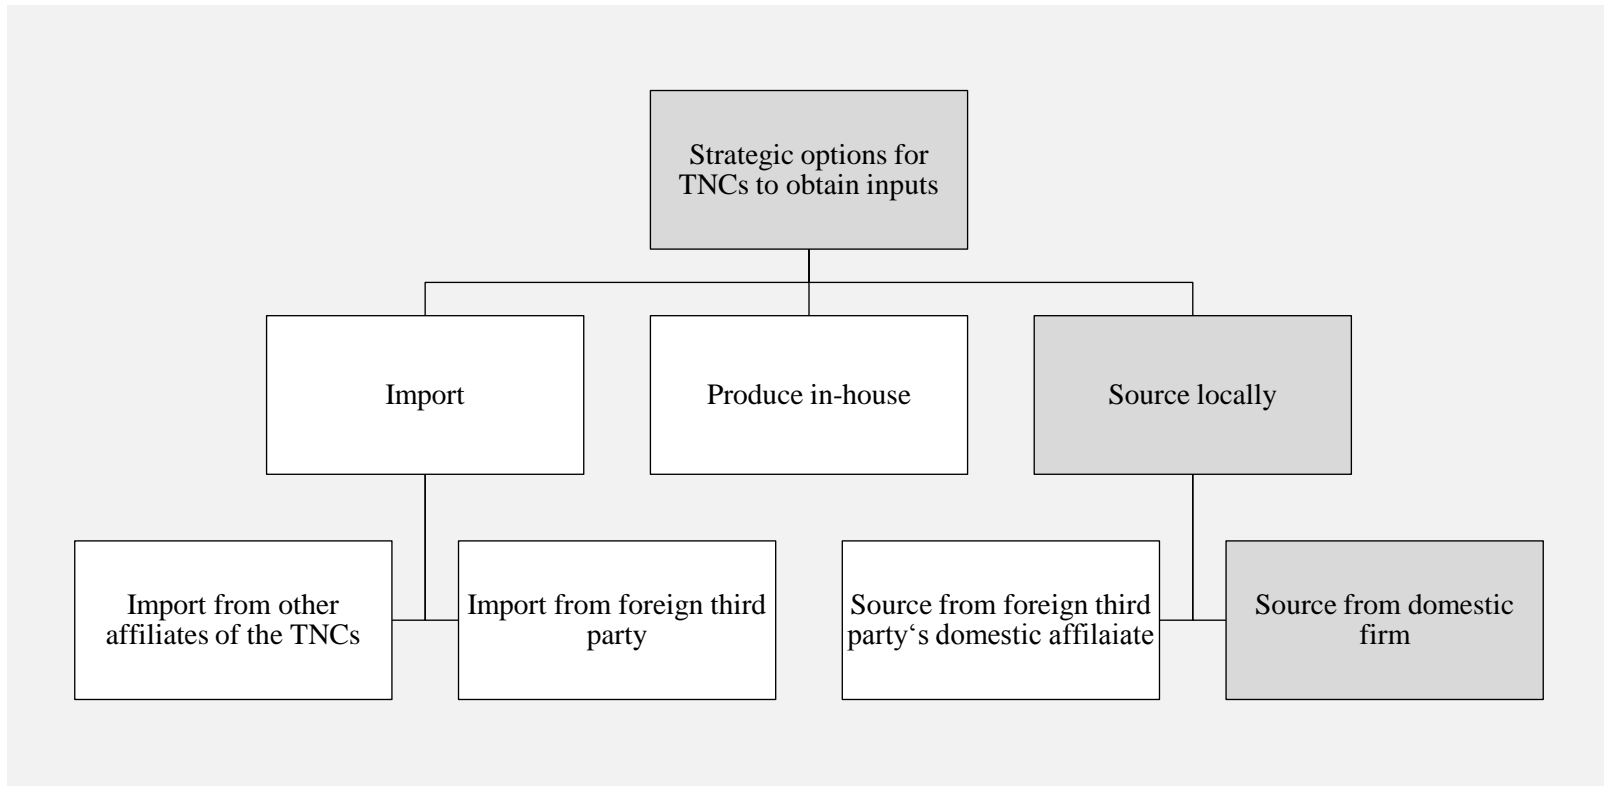 Strategic options for
TNCs to obtain inputs
Import
Produce in-house
Source locally
Import from other
affiliates of the TNCs
Import from foreign third
party
Source from foreign third
party‘s domestic affilaiate
Source from domestic
firm